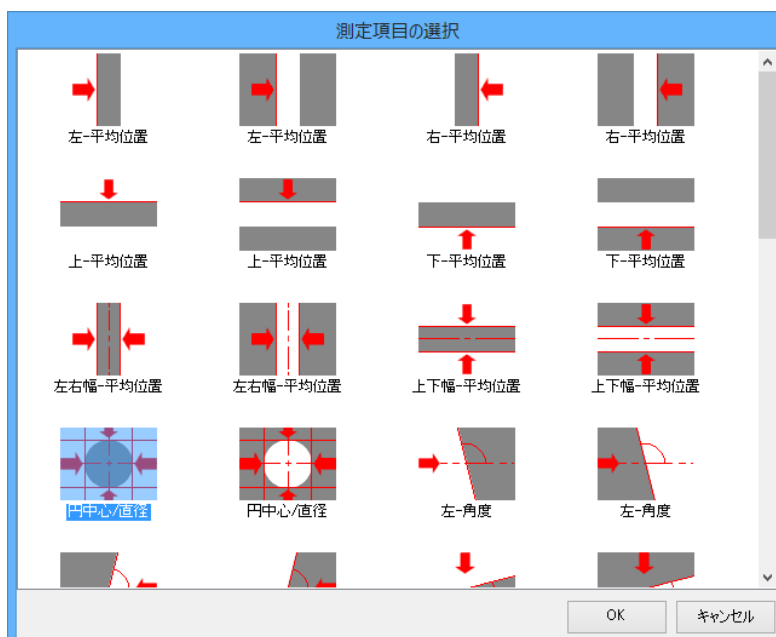 測定項目の選択
左-平均位置
左-平均位置
右-平均位置
右-平均位置
上-平均位置
上-平均位置
下-平均位置
下-平均位置
左右幅-平均位置
左右幅-平均位置
上下幅-平均位置
上下幅-平均位置
円中心/直径
円中心/直径
左-角度
左-角度
OK
キャンセル